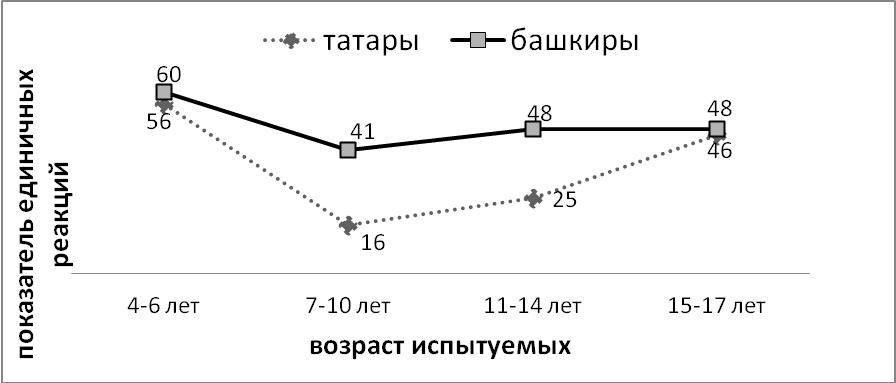 татары башкиры
показатель единичных
реакций
60
56
41
16
48
25
48
46
4-6 лет 7-10 лет 11-14 лет 15-17 лет
возраст испытуемых